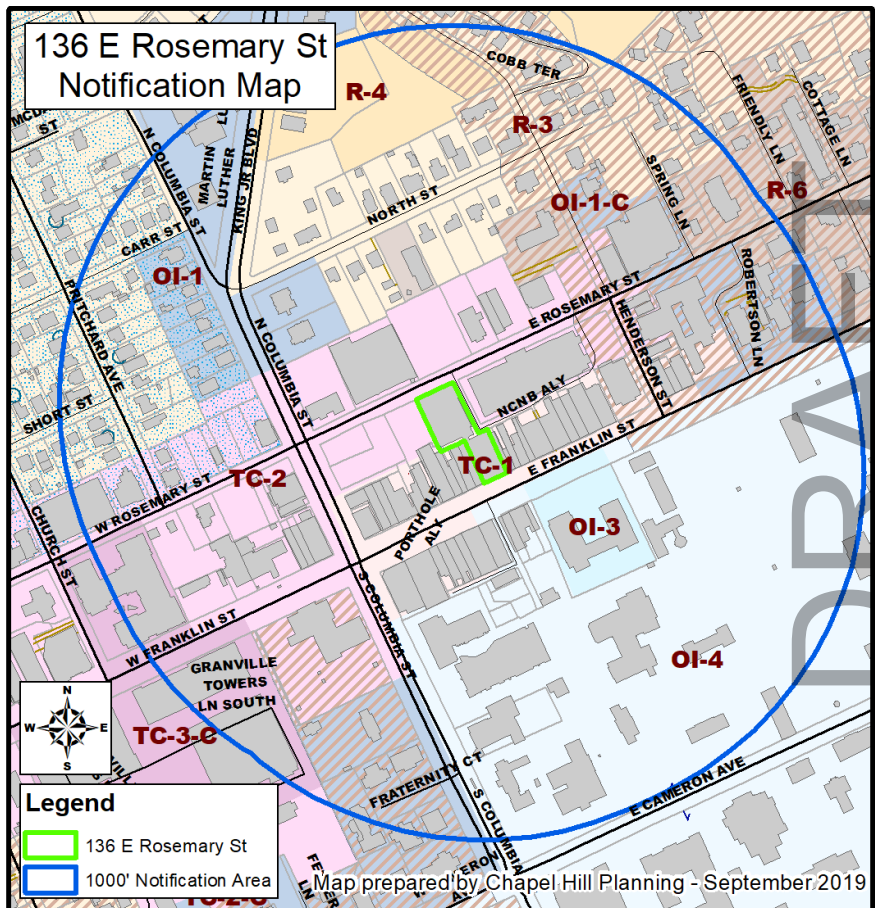 136 E Rosemary St
Notification Map
COBB TER
R-4
R-3
FRIENDLY LN
COTTAGE LN
ST
N COLUMBIA ST
MARTIN
LUTHER
KING JR BLVD
NORTH ST
SPRING LN
OI-1-C
R-6
CARR ST
OI-1
PRITCHARD AVE
E ROSEMARY ST
HENDERSON ST
ROBERTSON LN
N COLUMBIA ST
NCNB ALY
SHORT ST
TC-1
E FRANKLIN ST
TC-2
W ROSEMARY ST
PORTHOLE
ALY
OI-3
CHURCH ST
S COLUMBIA ST
W FRANKLIN ST
GRANVILLE
TOWERS
LN SOUTH
OI-4
DRAFT
N
W E
S
TC-3-C
FRATERNITY CT
S COLUMBIA
E CAMERON AVE
Legend
136 E Rosemary St
1000' Notification Area
LN
Map prepared by Chapel Hill Planning - September 2019